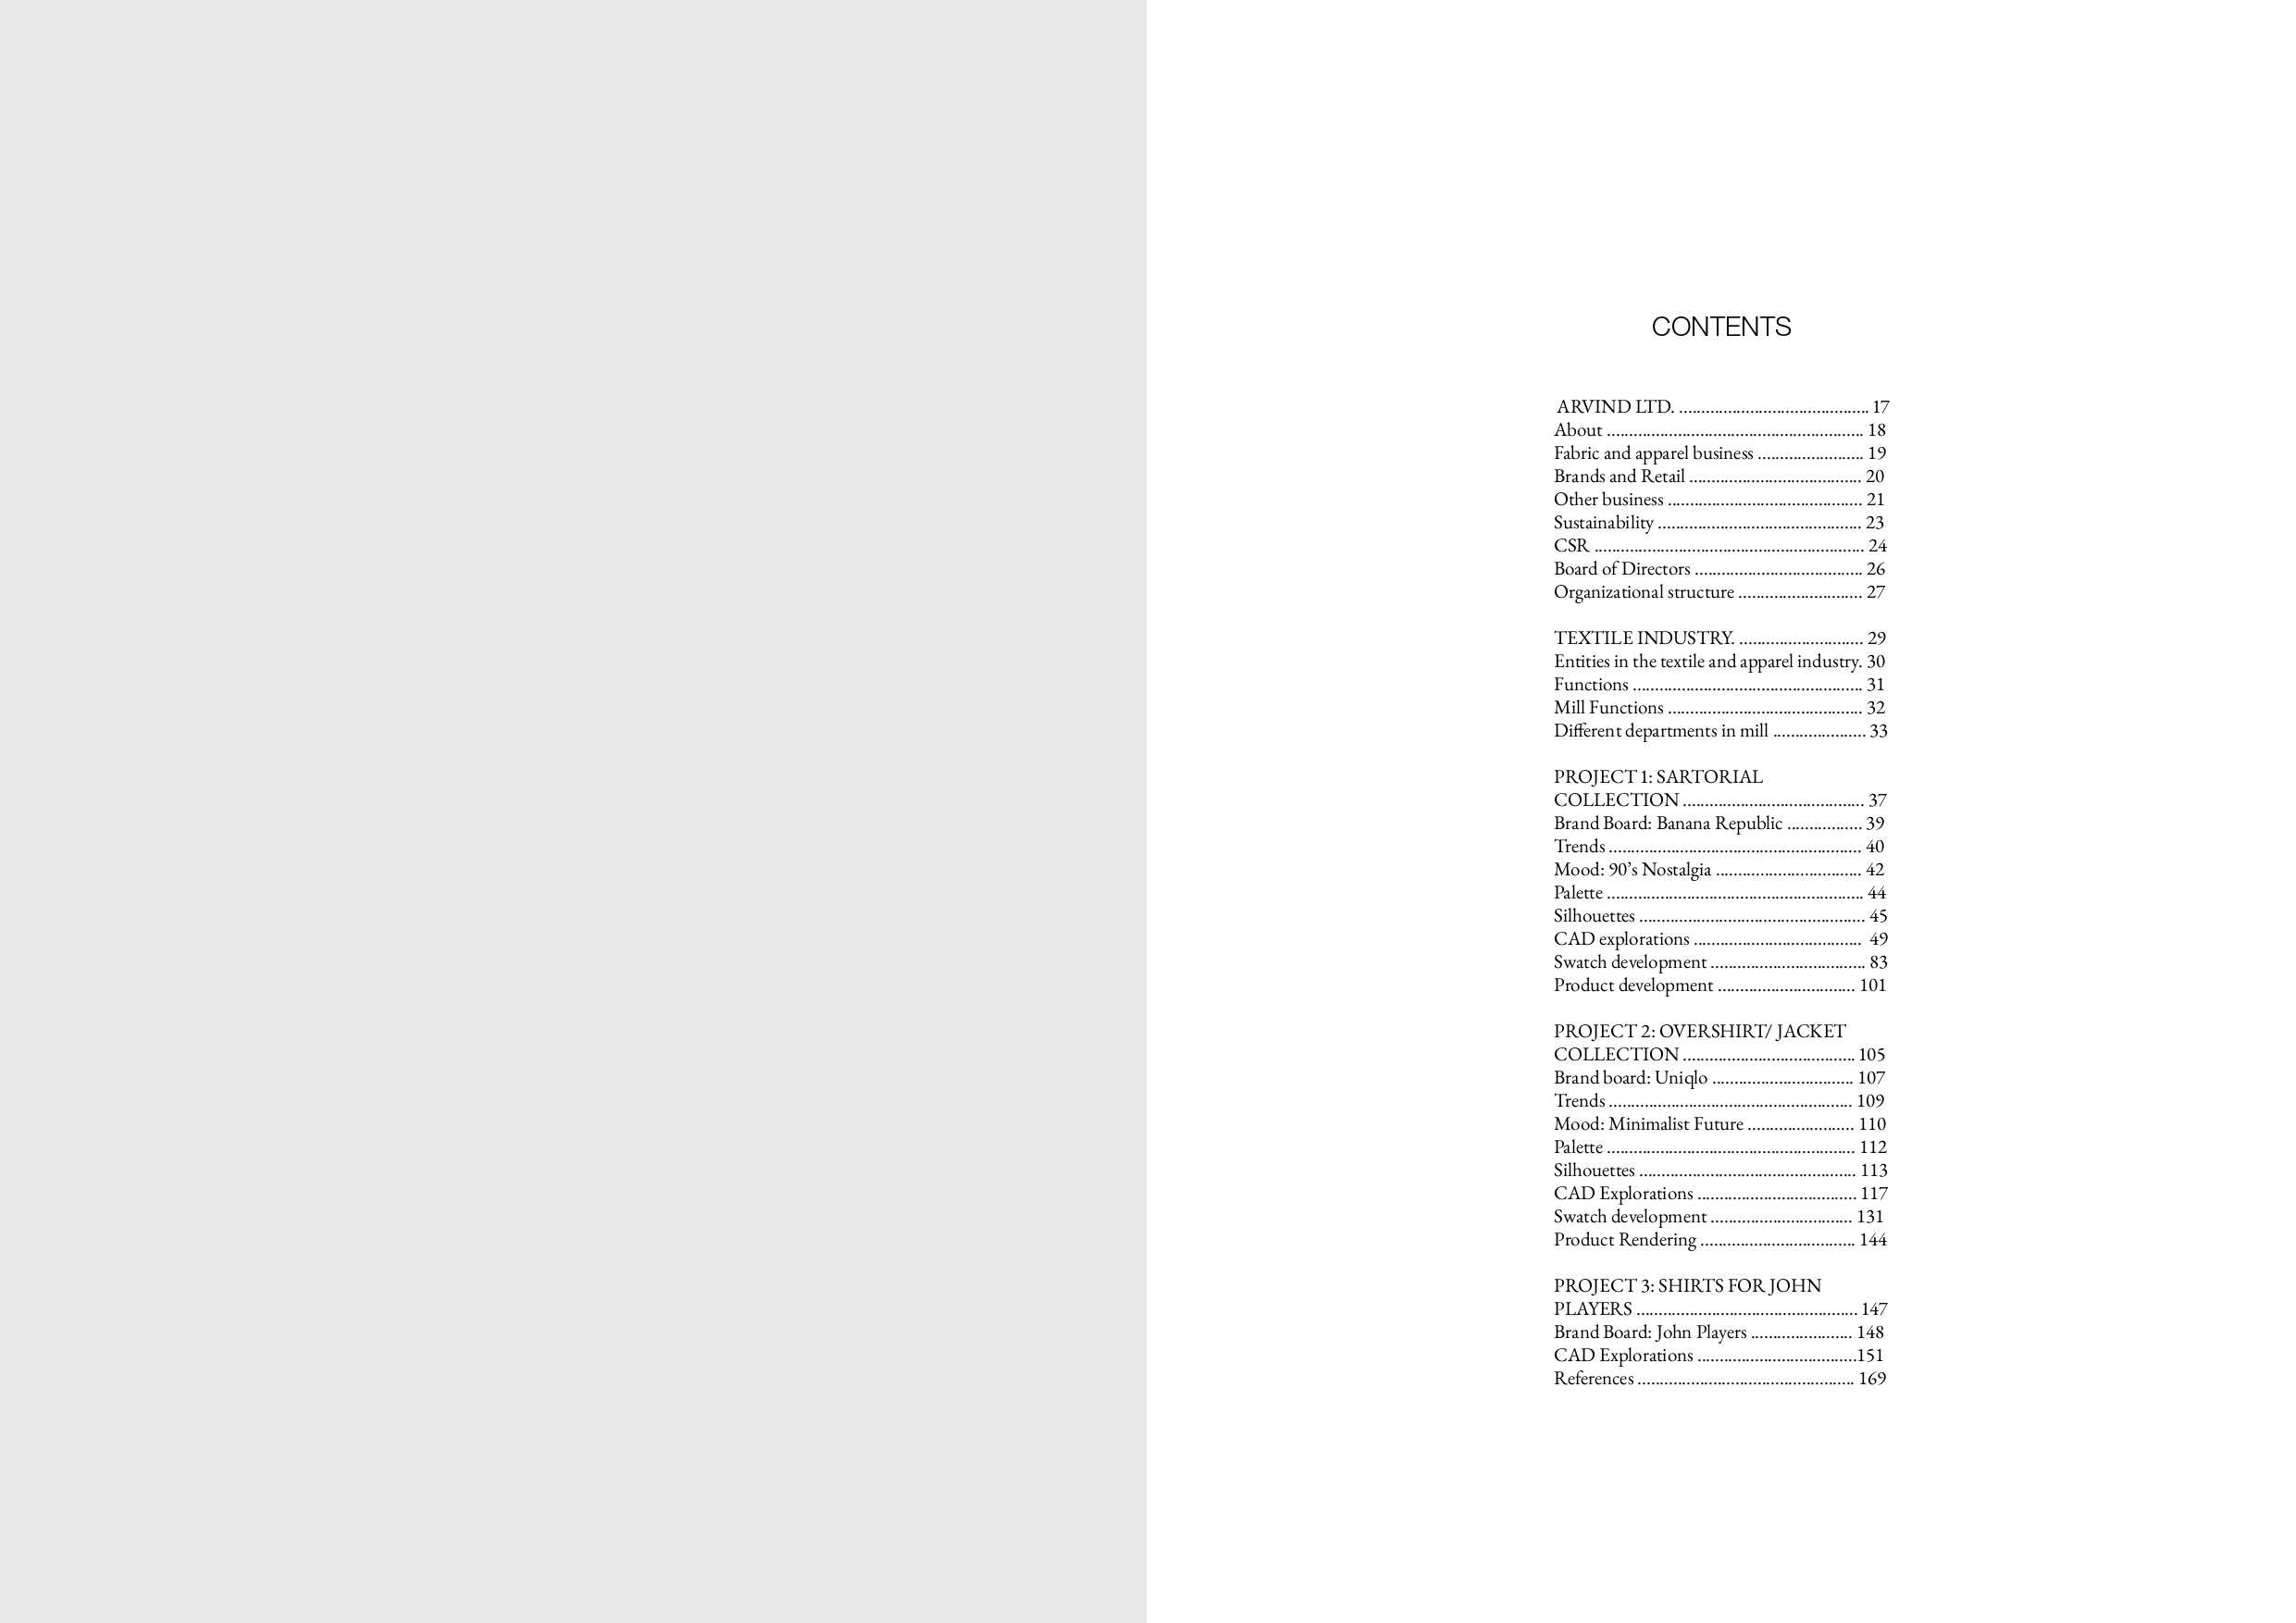 CONTENTS
ARVIND LTD. ........................................... 17
About .......................................................... 18
Fabric and apparel business ........................ 19
Brands and Retail ....................................... 20
Other business ............................................ 21
Sustainability .............................................. 23
CSR ............................................................. 24
Board of Directors ...................................... 26
Organizational structure ............................ 27
TEXTILE INDUSTRY. ............................ 29
Entities in the textile and apparel industry. 30
Functions .................................................... 31
Mill Functions ............................................ 32
Different departments in mill ..................... 33
PROJECT 1: SARTORIAL
COLLECTION ......................................... 37
Brand Board: Banana Republic ................. 39
Trends ......................................................... 40
Mood: 90’s Nostalgia ................................. 42
Palette .......................................................... 44
Silhouettes ................................................... 45
CAD explorations ...................................... 49
Swatch development ................................... 83
Product development ............................... 101
PROJECT 2: OVERSHIRT/ JACKET
COLLECTION ....................................... 105
Brand board: Uniqlo ................................ 107
Trends ....................................................... 109
Mood: Minimalist Future ........................ 110
Palette ........................................................ 112
Silhouettes ................................................. 113
CAD Explorations .................................... 117
Swatch development ................................ 131
Product Rendering ................................... 144
PROJECT 3: SHIRTS FOR JOHN
PLAYERS .................................................. 147
Brand Board: John Players ....................... 148
CAD Explorations ....................................151
References ................................................. 169